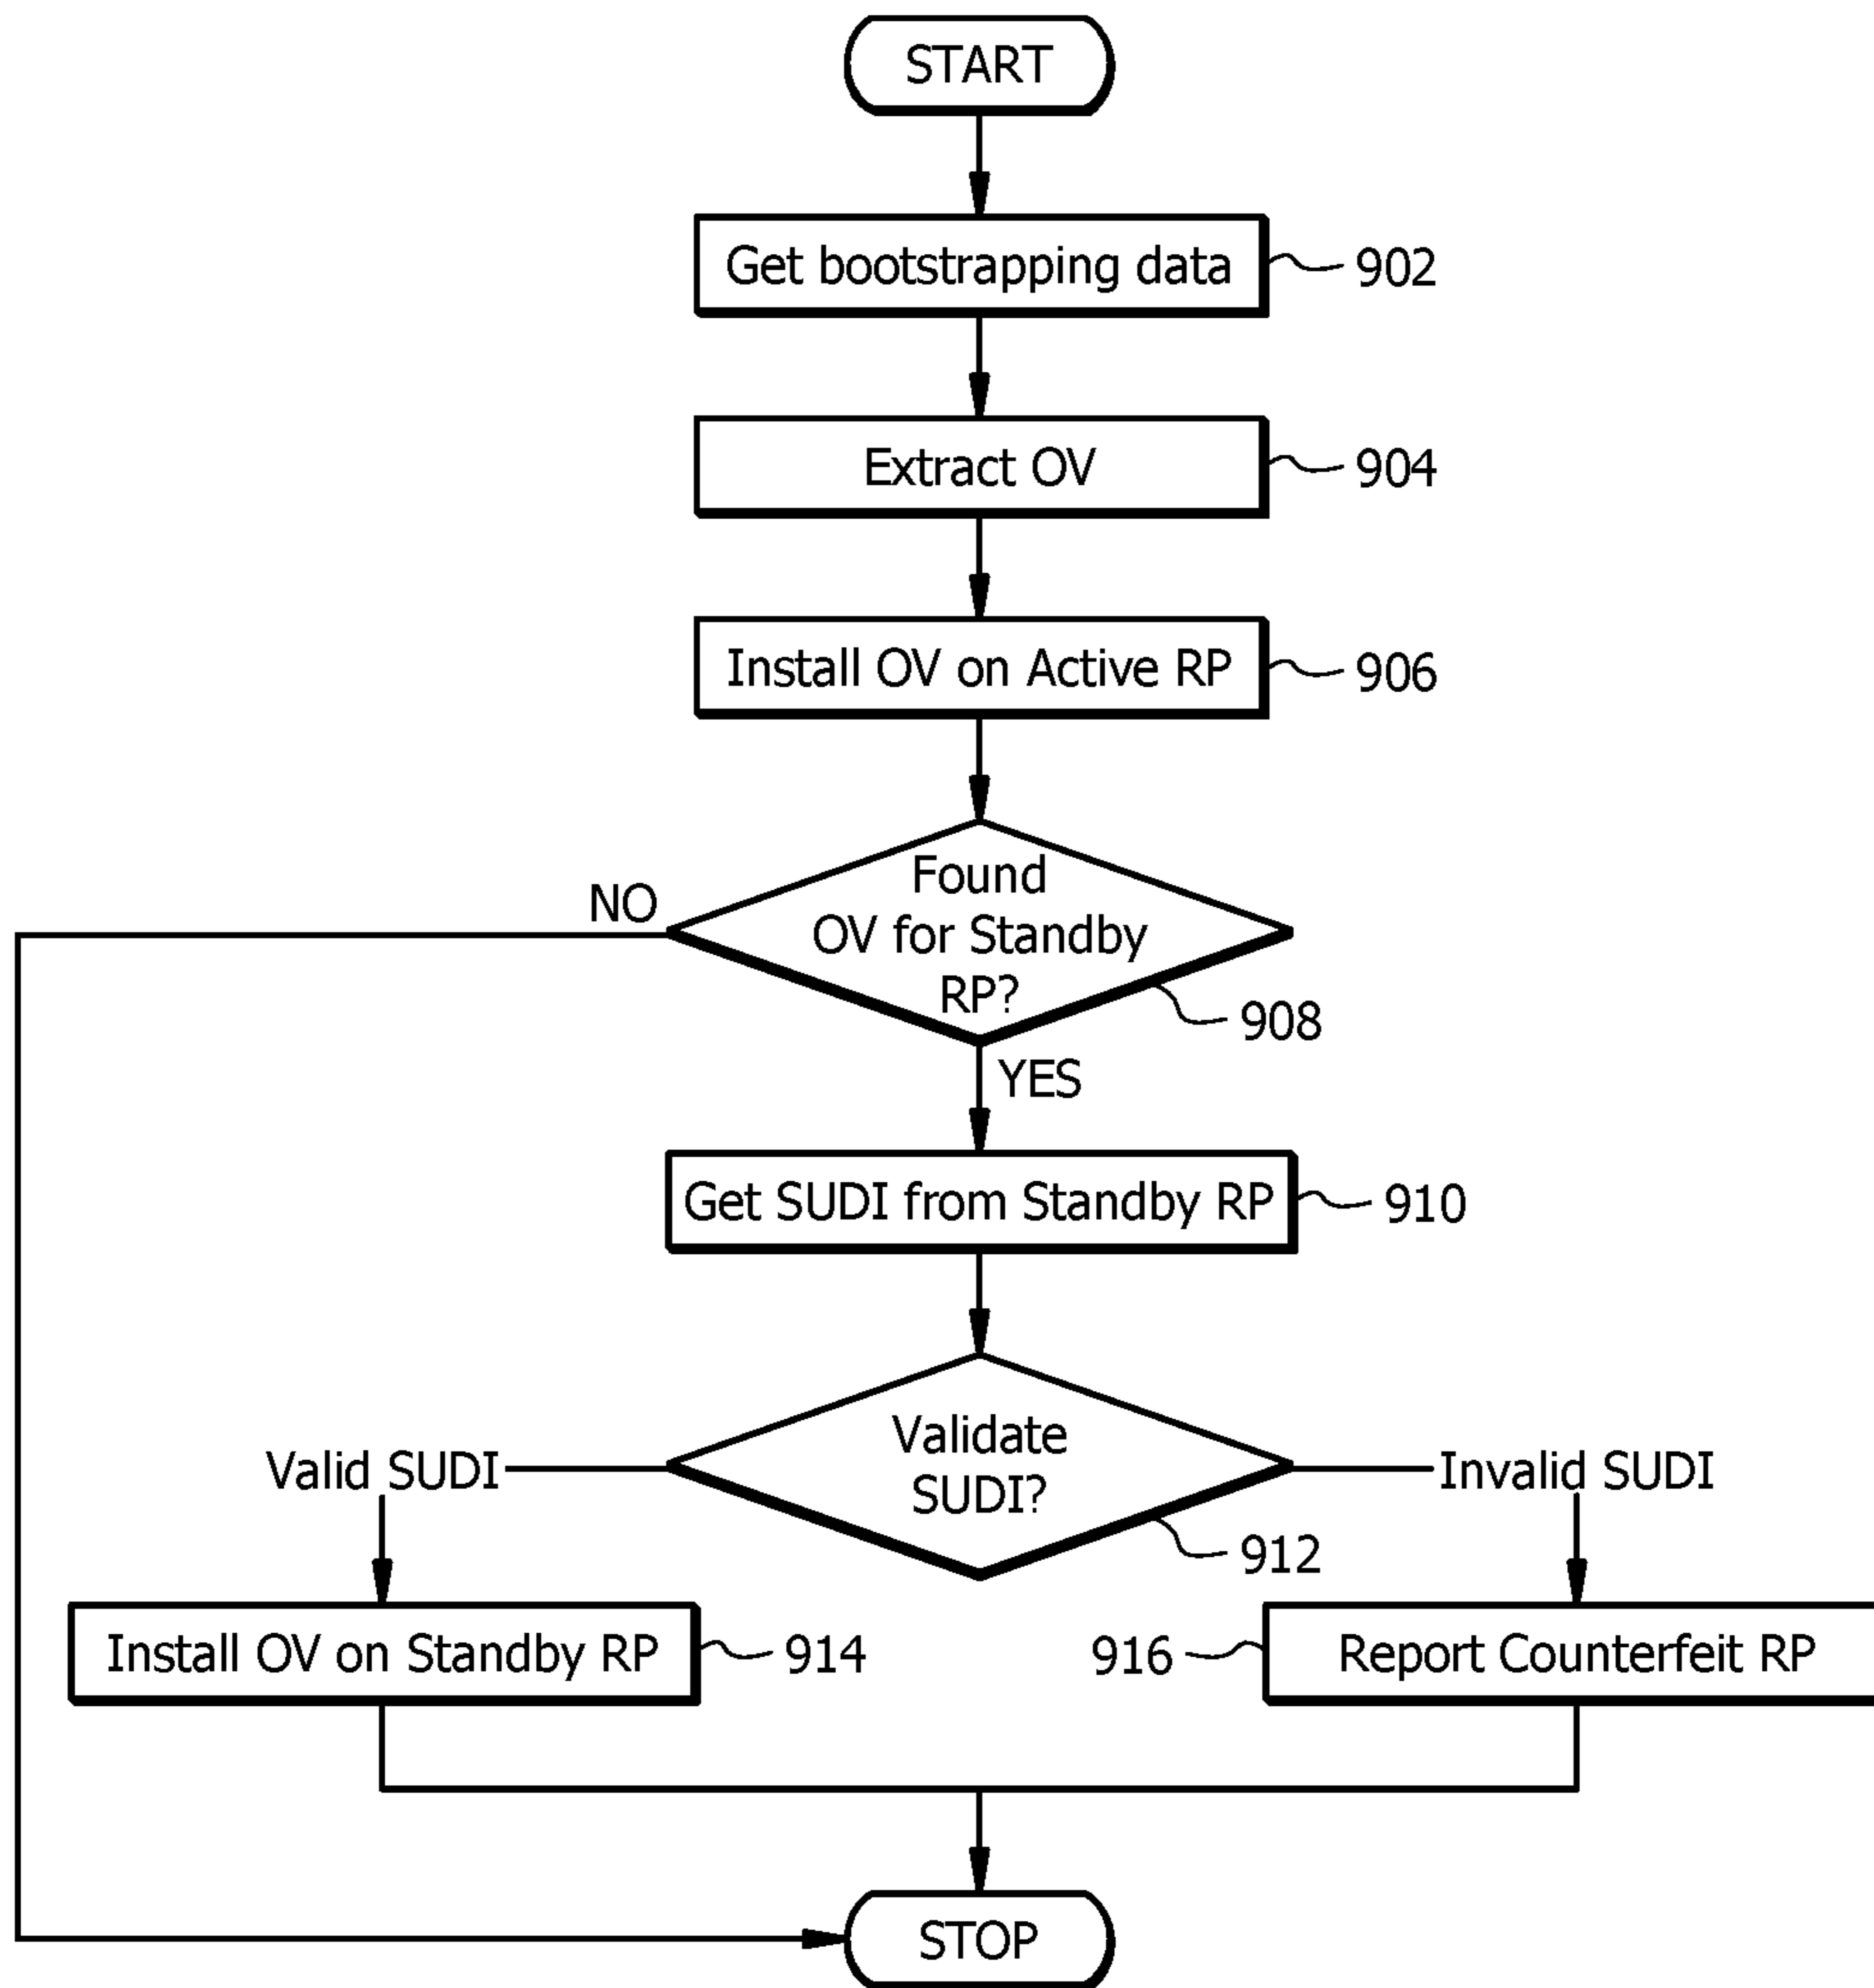 START
Get bootstrapping data
902
Extract OV
904
Install OV on Active RP
906
Found
OV for Standby
RP?
NO
908
YES
Get SUDI from Standby RP
910
Validate
SUDI?
Valid SUDI
Invalid SUDI
912
Install OV on Standby RP
914
916
Report Counterfeit RP
STOP